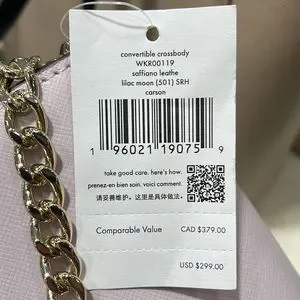 convertible crossbody
WKR00119
saffiano leathe
lilac moon (501) SRH
carson
1 96021 19075 9
take good care. here's how.
prenez-en bien soin. voici comment.
请妥善维护。这里是具体做法。
Comparable Value CAD $379.00
USD $299.00